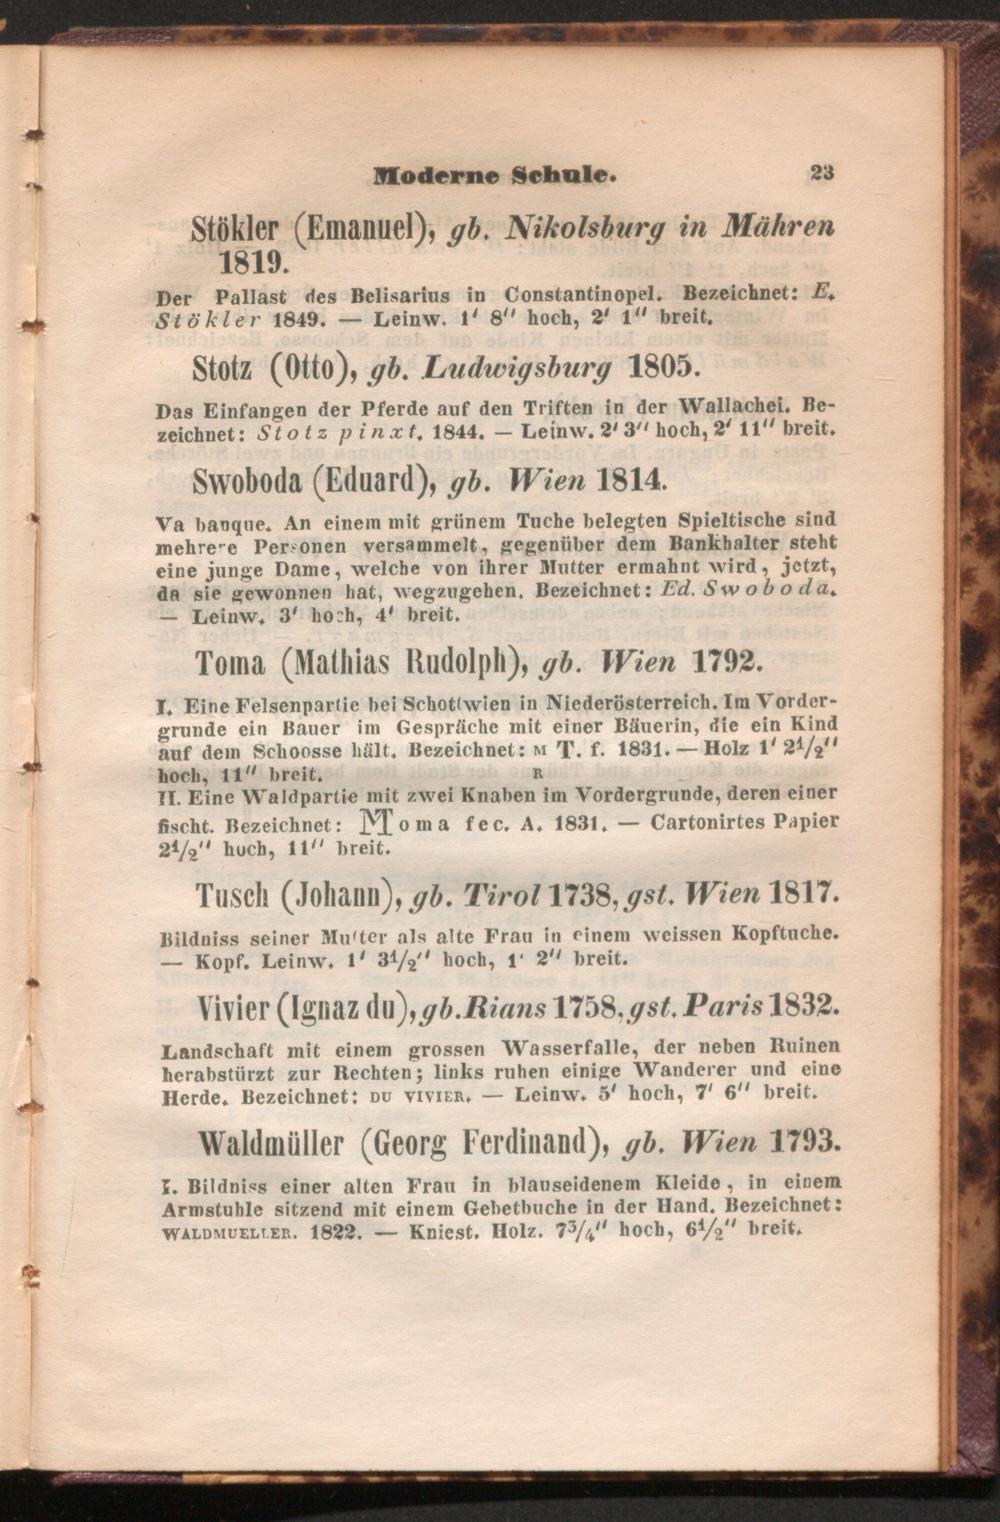 Moderne Schule. 23
Stökler (Emanuel), gb. Nikolsburg in Mähren
1819.
Der Pallast des Belisarius in Constantinopel. Bezeichnet: E.
Stökler 1849. — Leinw. 1' 8'' hoch, 2' 1'' breit.
Stotz (Otto), gb. Ludwigsburg 1805.
Das Einfangen der Pferde auf den Triften in der Wallachei. Be-
zeichnet: Stotz pinxt. 1844. — Leinw. 2' 3'' hoch, 2' 11'' breit.
Swoboda (Eduard), gb. Wien 1814.
Va banque. An einem mit grünem Tuche belegten Spieltische sind
mehrere Personen versammelt, gegenüber dem Bankhalter steht
eine junge Dame, welche von ihrer Mutter ermahnt wird, jetzt,
da sie gewonnen hat, wegzugehen. Bezeichnet: Ed. Swoboda.
— Leinw. 3' hoch, 4' breit.
Toma (Mathias Rudolph), gb. Wien 1792.
I. Eine Felsenpartie bei Schottwien in Niederösterreich. Im Vorder-
grunde ein Bauer im Gespräche mit einer Bäuerin, die ein Kind
auf dem Schoosse hält. Bezeichnet: M T. f. 1831. — Holz 1' 2½''
hoch, 11'' breit. R
II. Eine Waldpartie mit zwei Knaben im Vordergrunde, deren einer
fischt. Bezeichnet: MToma fec. A. 1831. — Cartonirtes Papier
2½'' hoch, 11'' breit.
Tusch (Johann), gb. Tirol 1738, gst. Wien 1817.
Bildniss seiner Mutter als alte Frau in einem weissen Kopftuche.
— Kopf. Leinw. 1' 3½'' hoch, 1' 2'' breit.
Vivier (Ignaz du), gb. Rians 1758, gst. Paris 1832.
Landschaft mit einem grossen Wasserfalle, der neben Ruinen
herabstürzt zur Rechten; links ruhen einige Wanderer und eine
Herde. Bezeichnet: DU VIVIER. — Leinw. 5' hoch, 7' 6'' breit.
Waldmüller (Georg Ferdinand), gb. Wien 1793.
I. Bildniss einer alten Frau in blauseidenem Kleide, in einem
Armstuhle sitzend mit einem Gebetbuche in der Hand. Bezeichnet:
WALDMUELLER. 1822. — Kniest. Holz. 7¾'' hoch, 6½'' breit.